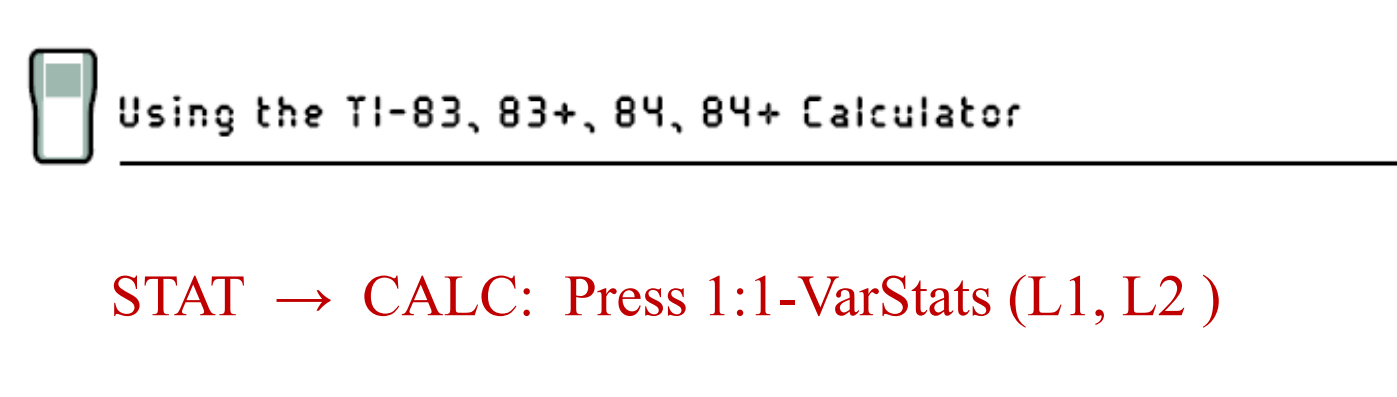 Using the TI-83, 83+, 84, 84+ Calculator
STAT → CALC: Press 1:1-VarStats (L1, L2 )